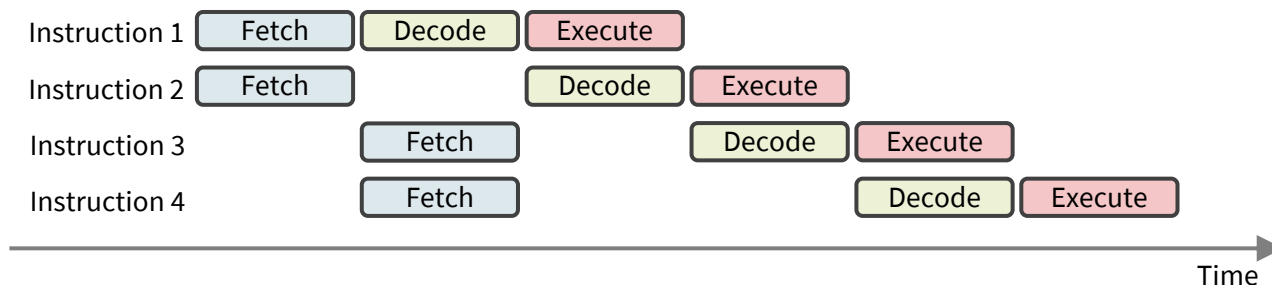 Instruction 1 Fetch Decode Execute
Instruction 2 Fetch Decode Execute
Instruction 3 Fetch Decode Execute
Instruction 4 Fetch Decode Execute
Time